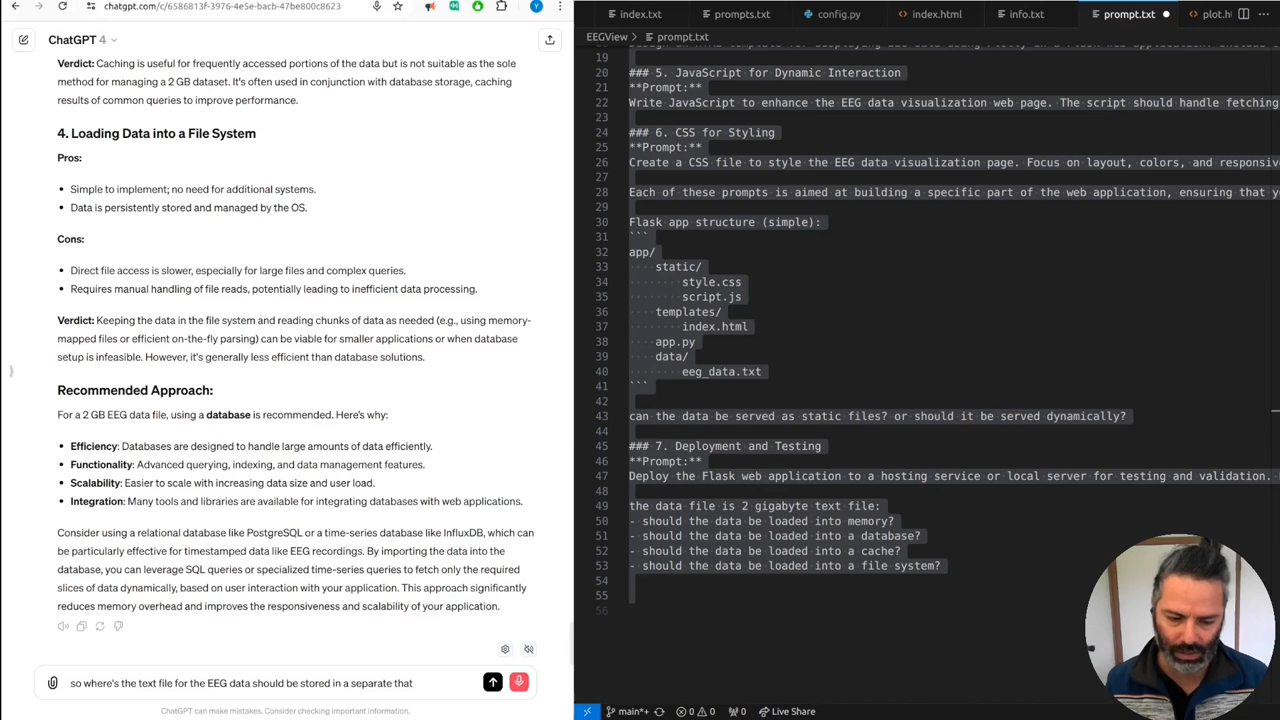 chatgpt.com/c/6586813f-3976-4e5e-bacb-47be800c8623
ChatGPT 4
Verdict: Caching is useful for frequently accessed portions of the data but is not suitable as the sole
method for managing a 2 GB dataset. It's often used in conjunction with database storage, caching
results of common queries to improve performance.
4. Loading Data into a File System
Pros:
Simple to implement; no need for additional systems.
Data is persistently stored and managed by the OS.
Cons:
Direct file access is slower, especially for large files and complex queries.
Requires manual handling of file reads, potentially leading to inefficient data processing.
Verdict: Keeping the data in the file system and reading chunks of data as needed (e.g., using memory-
mapped files or efficient on-the-fly parsing) can be viable for smaller applications or when database
setup is infeasible. However, it's generally less efficient than database solutions.
Recommended Approach:
For a 2 GB EEG data file, using a database is recommended. Here's why:
Efficiency: Databases are designed to handle large amounts of data efficiently.
Functionality: Advanced querying, indexing, and data management features.
Scalability: Easier to scale with increasing data size and user load.
Integration: Many tools and libraries are available for integrating databases with web applications.
Consider using a relational database like PostgreSQL or a time-series database like InfluxDB, which can
be particularly effective for timestamped data like EEG recordings. By importing the data into the
database, you can leverage SQL queries or specialized time-series queries to fetch only the required
slices of data dynamically, based on user interaction with your application. This approach significantly
reduces memory overhead and improves the responsiveness and scalability of your application.
so where's the text file for the EEG data should be stored in a separate that
ChatGPT can make mistakes. Consider checking important information.
index.txt prompts.txt config.py index.html info.txt prompt.txt plot.h
EEGView > prompt.txt
19
20 ### 5. JavaScript for Dynamic Interaction
21 **Prompt:**
22 Write JavaScript to enhance the EEG data visualization web page. The script should handle fetching
23
24 ### 6. CSS for Styling
25 **Prompt:**
26 Create a CSS file to style the EEG data visualization page. Focus on layout, colors, and responsive
27
28 Each of these prompts is aimed at building a specific part of the web application, ensuring that y
29
30 Flask app structure (simple):
31 ```
32 app/
33 static/
34 style.css
35 script.js
36 templates/
37 index.html
38 app.py
39 data/
40 eeg_data.txt
41 ```
42
43 can the data be served as static files? or should it be served dynamically?
44
45 ### 7. Deployment and Testing
46 **Prompt:**
47 Deploy the Flask web application to a hosting service or local server for testing and validation.
48
49 the data file is 2 gigabyte text file:
50 - should the data be loaded into memory?
51 - should the data be loaded into a database?
52 - should the data be loaded into a cache?
53 - should the data be loaded into a file system?
54
55
56
main*+ 0 0 0 Live Share